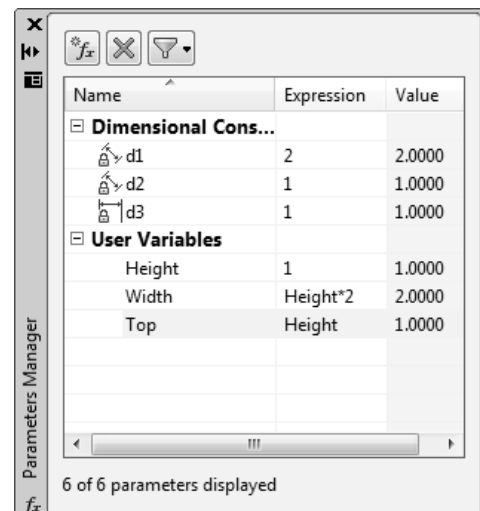 fx
Name Expression Value
Dimensional Cons...
d1 2 2.0000
d2 1 1.0000
d3 1 1.0000
User Variables
Height 1 1.0000
Width Height*2 2.0000
Top Height 1.0000
6 of 6 parameters displayed
Parameters Manager
fx